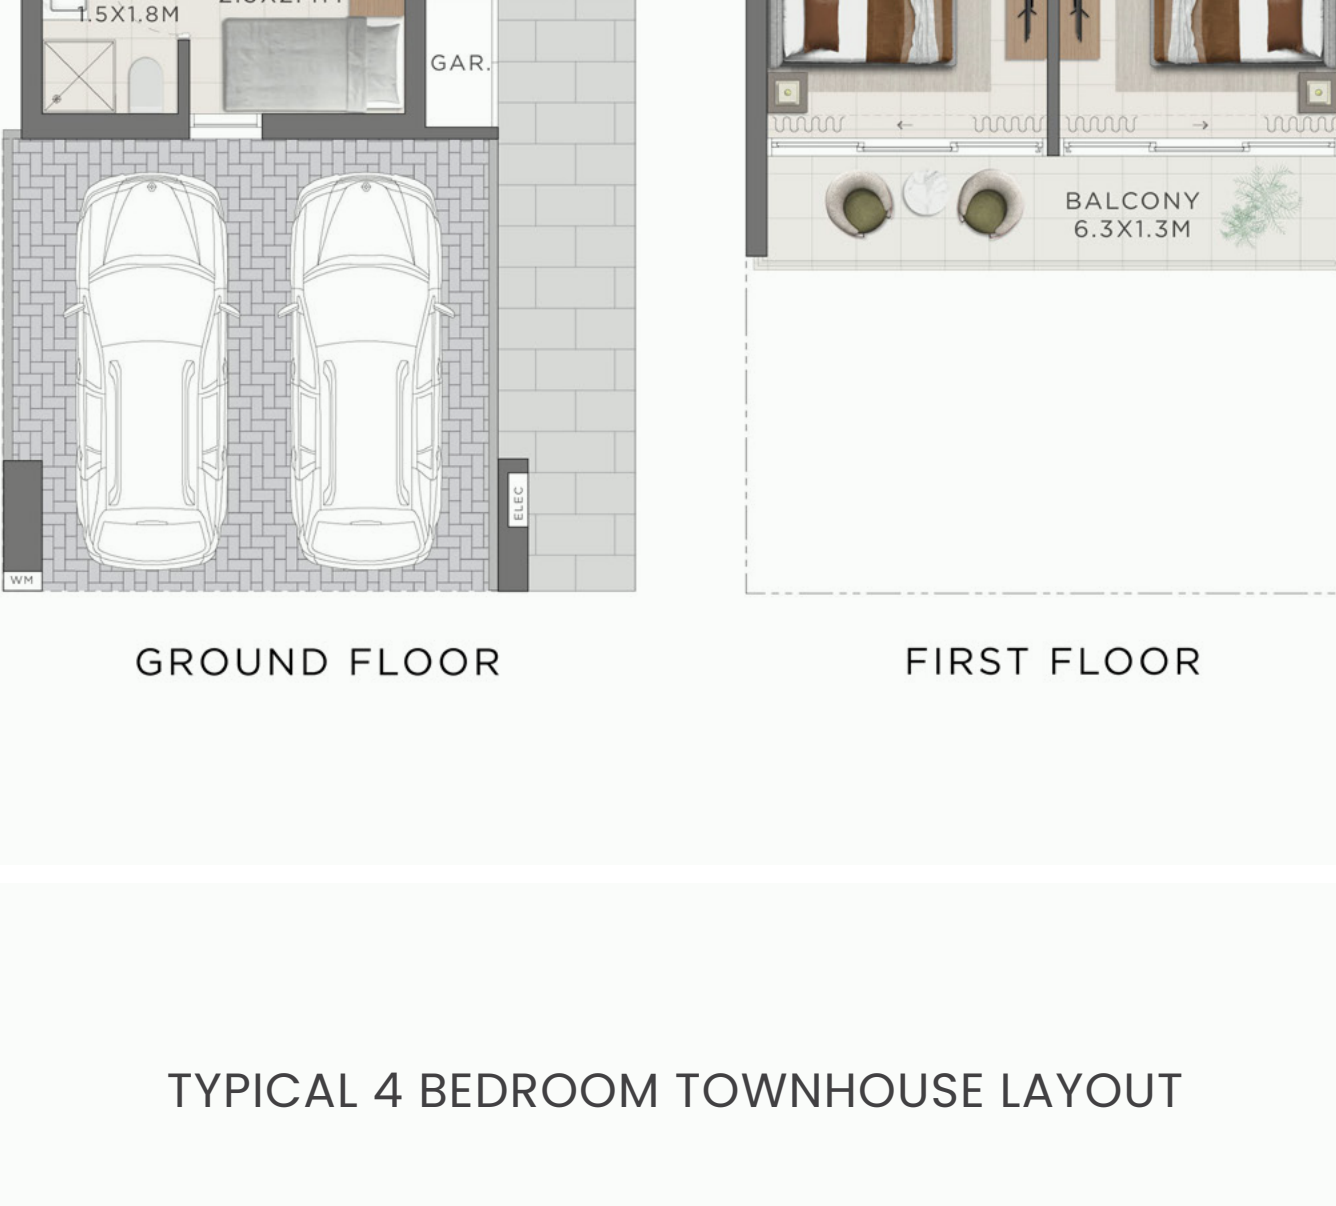 1.5X1.8M
GAR.
BALCONY
6.3X1.3M
ELEC
WM
GROUND FLOOR
FIRST FLOOR
TYPICAL 4 BEDROOM TOWNHOUSE LAYOUT